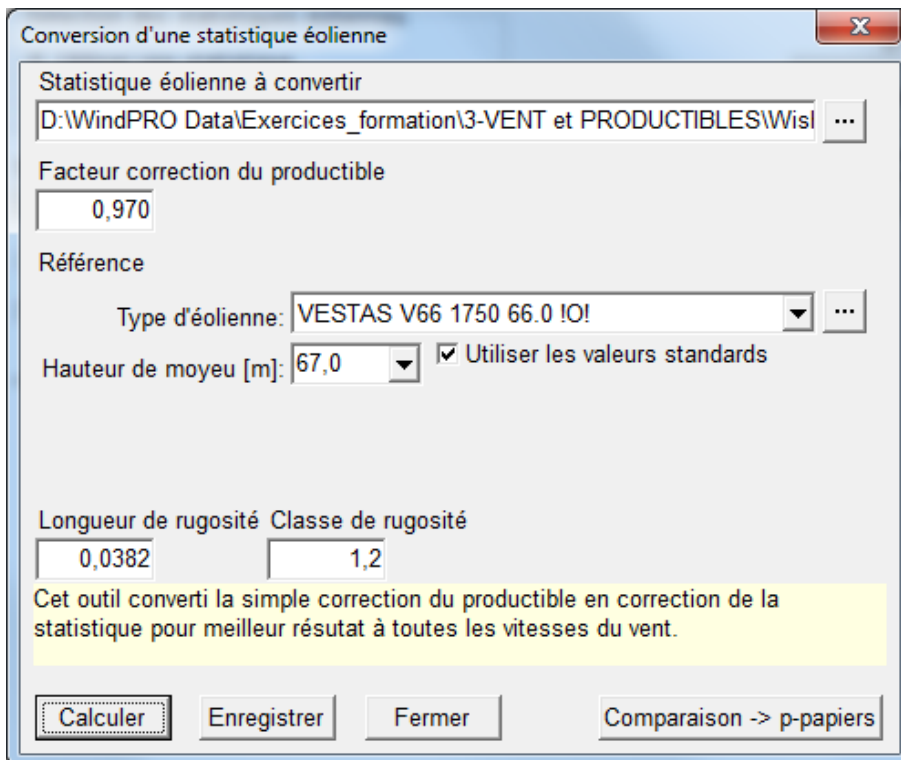 Conversion d'une statistique éolienne
Statistique éolienne à convertir
D:\WindPRO Data\Exercices_formation\3-VENT et PRODUCTIBLES\Wisl ...
Facteur correction du productible
0,970
Référence
Type d'éolienne: VESTAS V66 1750 66.0 !O! ...
Hauteur de moyeu [m]: 67,0 Utiliser les valeurs standards
Longueur de rugosité Classe de rugosité
0,0382 1,2
Cet outil converti la simple correction du productible en correction de la
statistique pour meilleur résutat à toutes les vitesses du vent.
Calculer Enregistrer Fermer Comparaison -> p-papiers